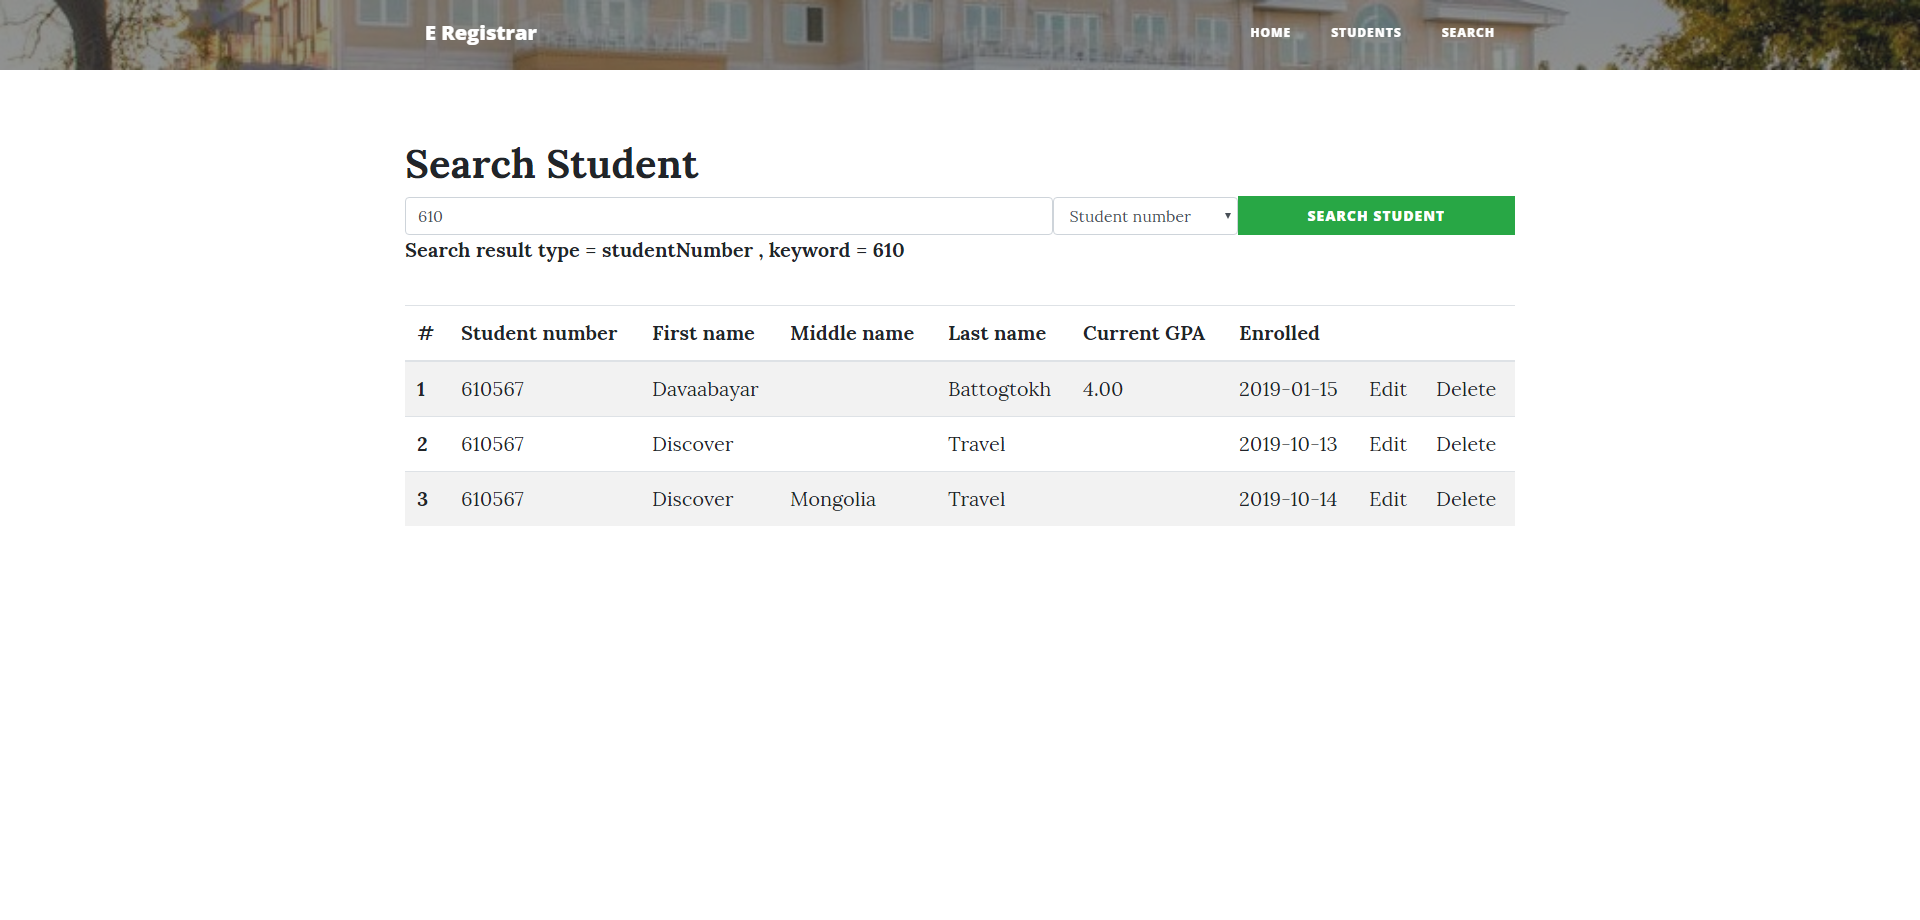 E Registrar HOME STUDENTS SEARCH
Search Student
610 Student number SEARCH STUDENT
Search result type = studentNumber , keyword = 610
# Student number First name Middle name Last name Current GPA Enrolled
1 610567 Davaabayar Battogtokh 4.00 2019-01-15 Edit Delete
2 610567 Discover Travel 2019-10-13 Edit Delete
3 610567 Discover Mongolia Travel 2019-10-14 Edit Delete